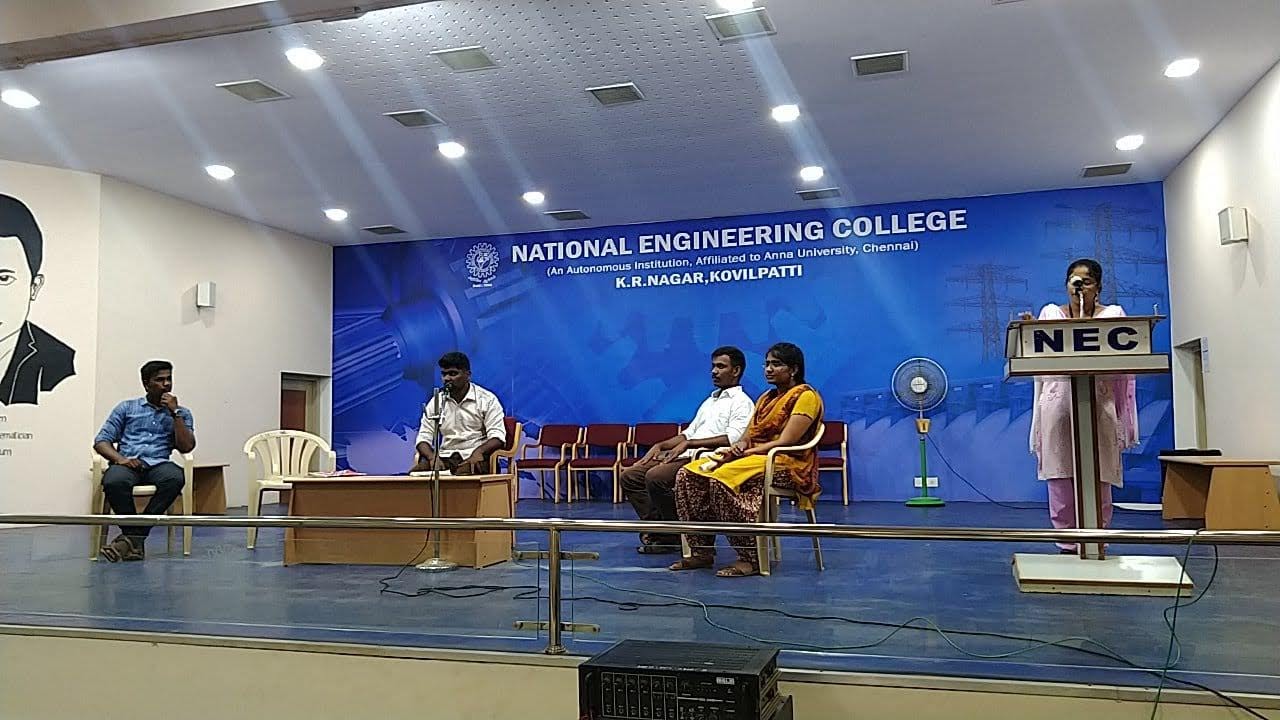 NATIONAL ENGINEERING COLLEGE
(An Autonomous Institution, Affiliated to Anna University, Chennai)
K.R.NAGAR,KOVILPATTI
NEC